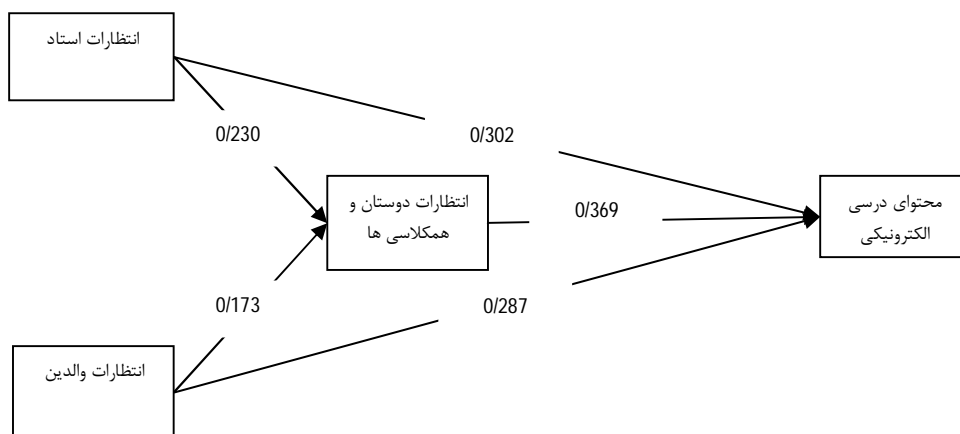 انتظارات استاد
0/230
0/302
انتظارات دوستان و
همکلاسی ها
0/369
محتوای درسی
الکترونیکی
0/173
0/287
انتظارات والدین